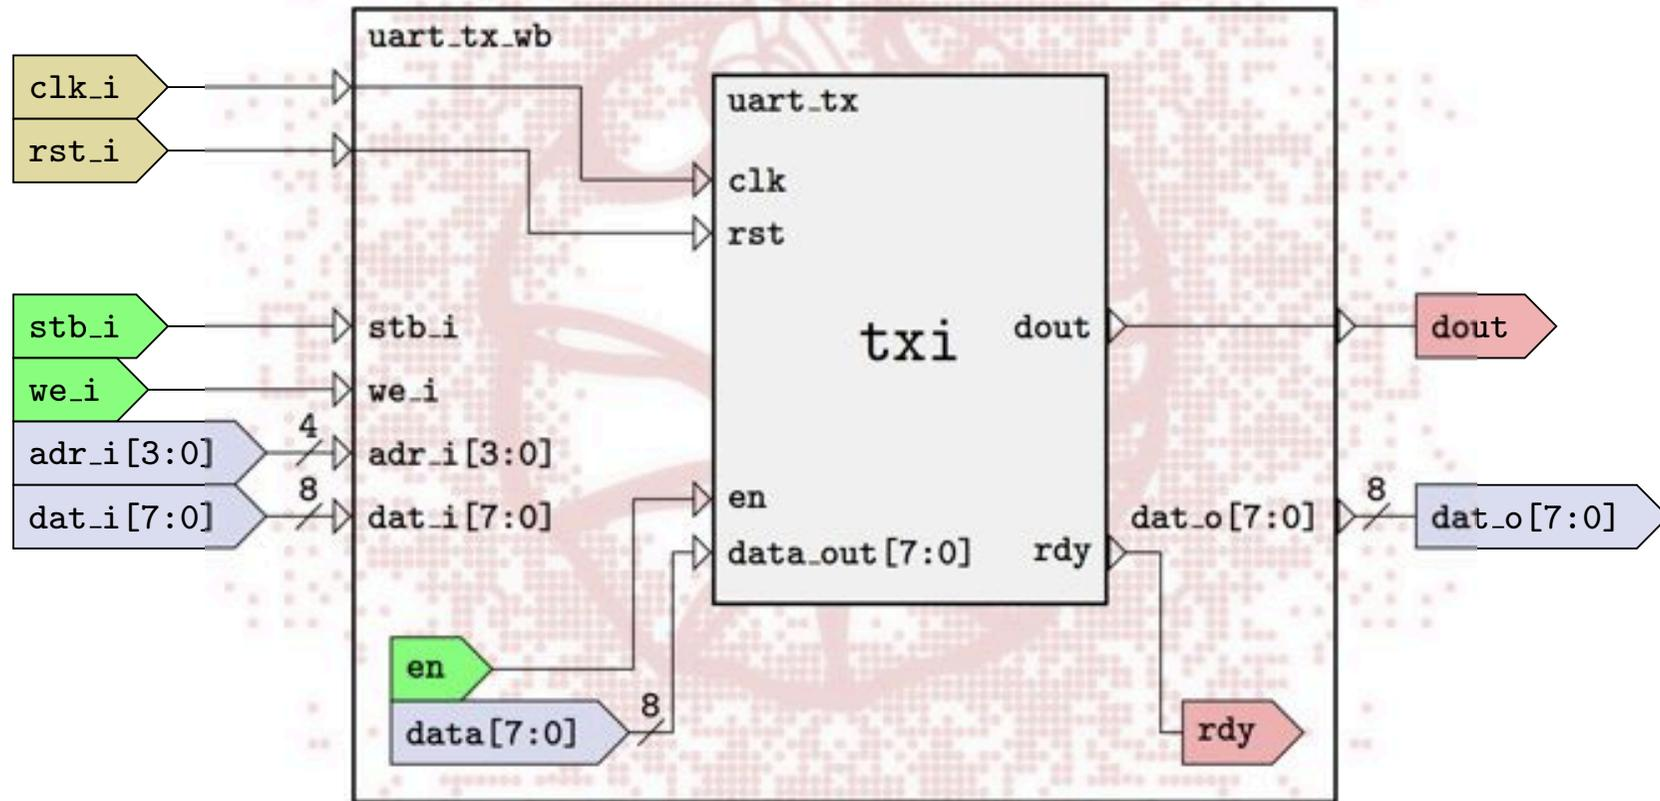 uart_tx_wb
clk_i
rst_i
uart_tx
clk
rst
stb_i
stb_i
we_i
we_i
adr_i[3:0]
4
adr_i[3:0]
dat_i[7:0]
8
dat_i[7:0]
txi
dout
dout
en
data_out[7:0]
rdy
dat_o[7:0]
8
dat_o[7:0]
en
data[7:0]
8
rdy